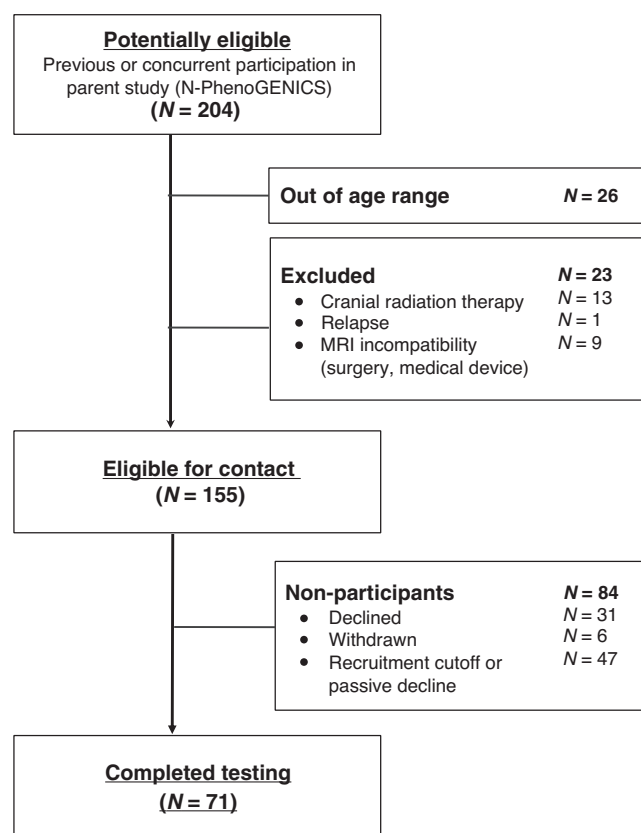 Potentially eligible
Previous or concurrent participation in
parent study (N-PhenoGENICS)
(N = 204)
Out of age range N = 26
Excluded N = 23
• Cranial radiation therapy N = 13
• Relapse N = 1
• MRI incompatibility N = 9
(surgery, medical device)
Eligible for contact
(N = 155)
Non-participants N = 84
• Declined N = 31
• Withdrawn N = 6
• Recruitment cutoff or N = 47
passive decline
Completed testing
(N = 71)